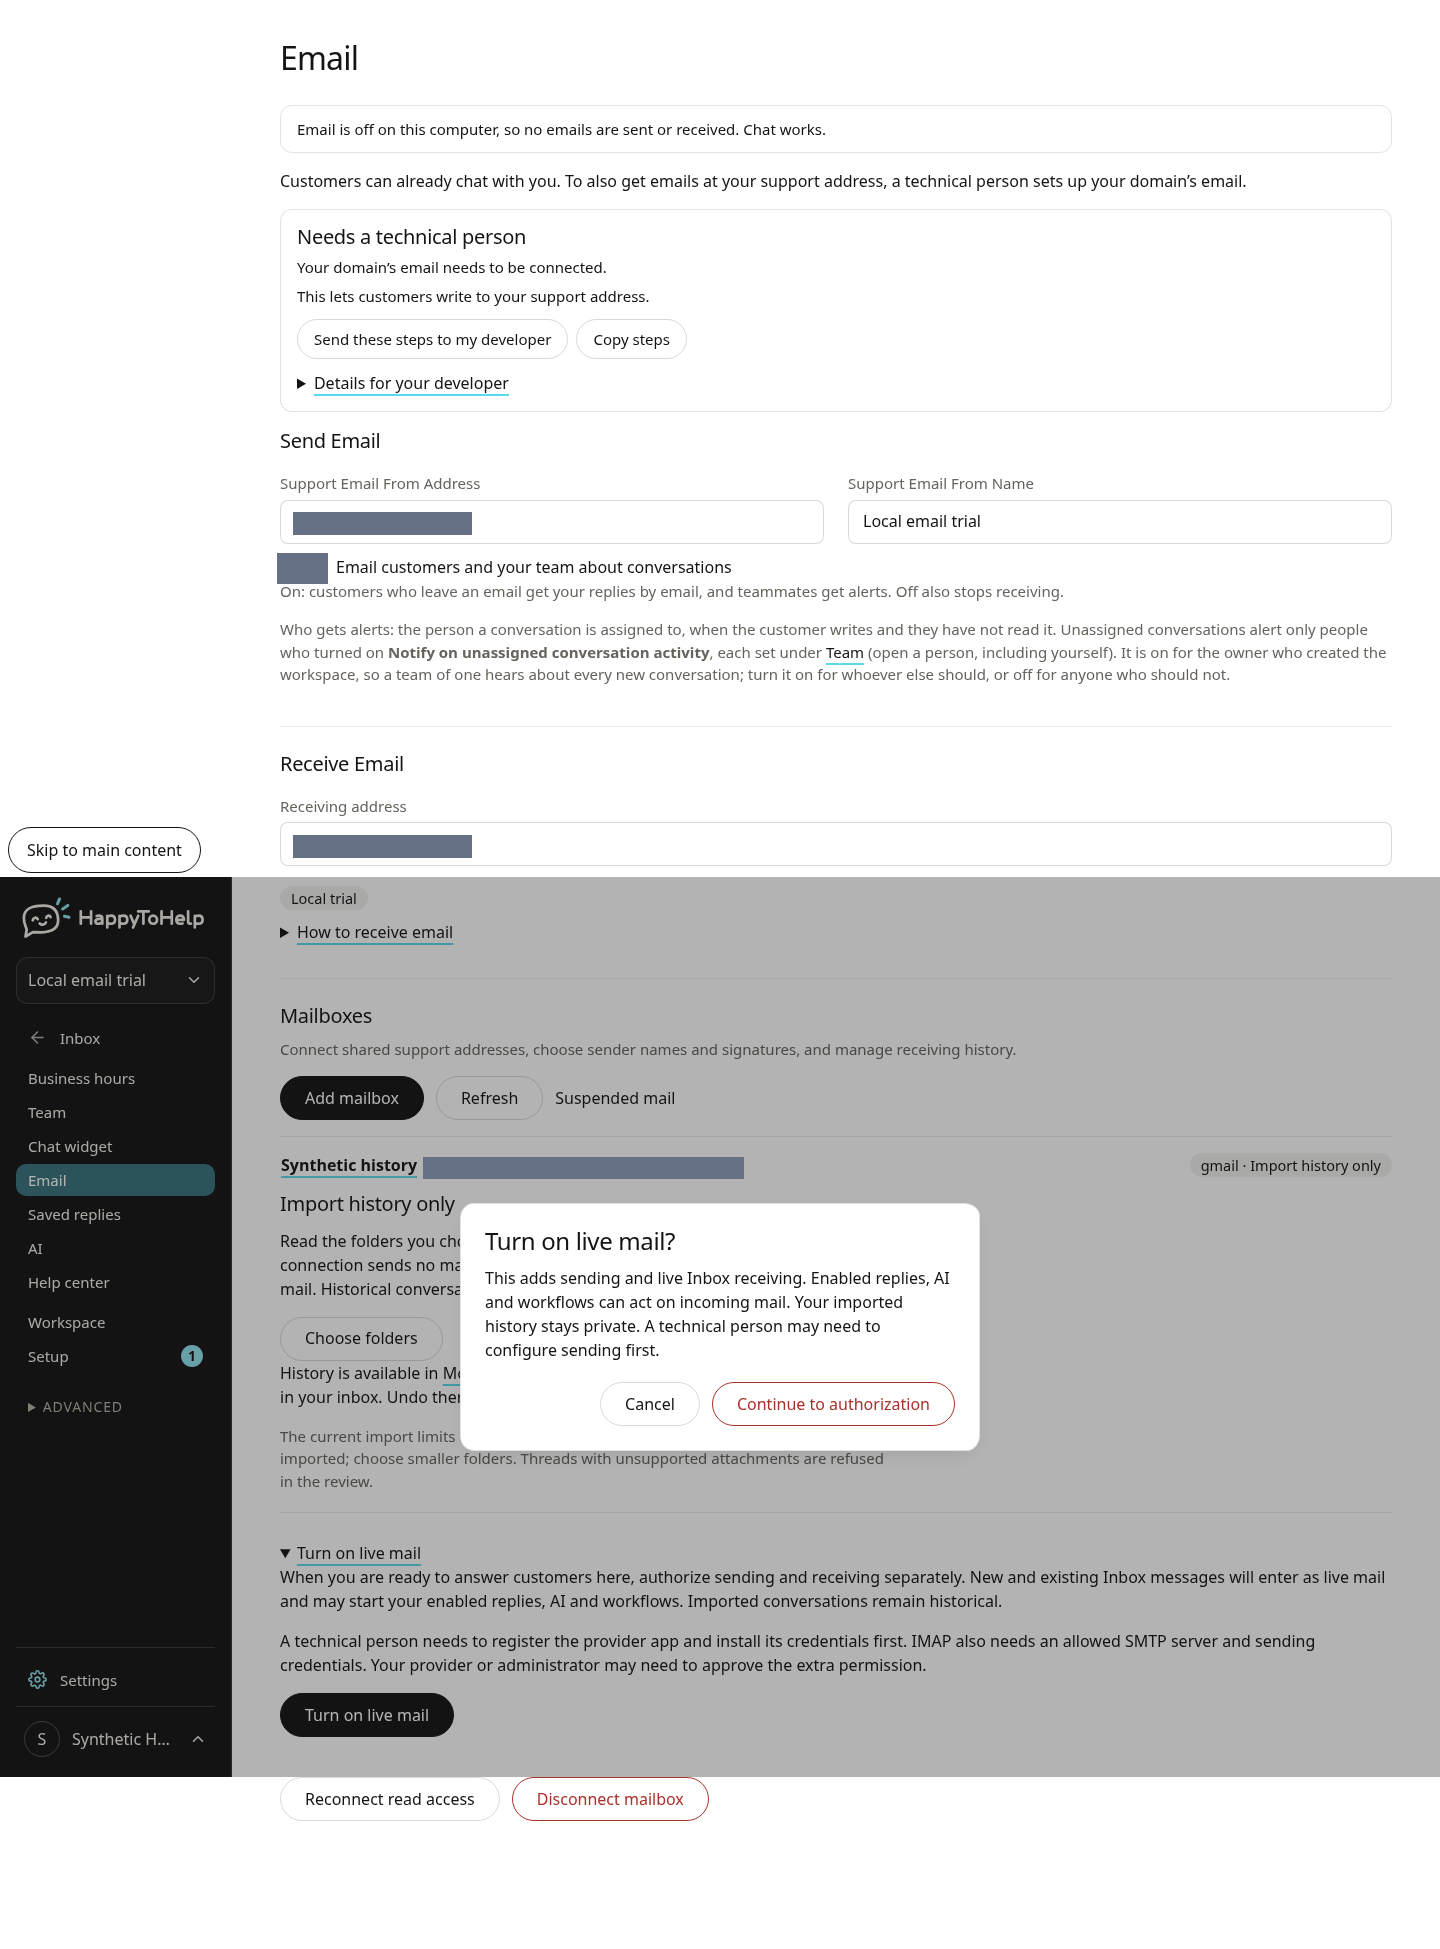 Email
Email is off on this computer, so no emails are sent or received. Chat works.
Customers can already chat with you. To also get emails at your support address, a technical person sets up your domain’s email.
Needs a technical person
Your domain’s email needs to be connected.
This lets customers write to your support address.
Send these steps to my developer
Copy steps
Details for your developer
Send Email
Support Email From Address
Support Email From Name
Local email trial
Email customers and your team about conversations
On: customers who leave an email get your replies by email, and teammates get alerts. Off also stops receiving.
Who gets alerts: the person a conversation is assigned to, when the customer writes and they have not read it. Unassigned conversations alert only people
who turned on Notify on unassigned conversation activity, each set under Team (open a person, including yourself). It is on for the owner who created the
workspace, so a team of one hears about every new conversation; turn it on for whoever else should, or off for anyone who should not.
Receive Email
Receiving address
Skip to main content
HappyToHelp
Local email trial
Inbox
Business hours
Team
Chat widget
Email
Saved replies
AI
Help center
Workspace
Setup
1
ADVANCED
Settings
S
Synthetic H...
Local trial
How to receive email
Mailboxes
Connect shared support addresses, choose sender names and signatures, and manage receiving history.
Add mailbox
Refresh
Suspended mail
Synthetic history
gmail · Import history only
Import history only
Read the folders you
connection sends no
mail. Historical
Choose folders
History is available in
in your inbox. Undo
The current import limits
imported; choose smaller folders. Threads with unsupported attachments are refused
in the review.
Turn on live mail?
This adds sending and live Inbox receiving. Enabled replies, AI
and workflows can act on incoming mail. Your imported
history stays private. A technical person may need to
configure sending first.
Cancel
Continue to authorization
Turn on live mail
When you are ready to answer customers here, authorize sending and receiving separately. New and existing Inbox messages will enter as live mail
and may start your enabled replies, AI and workflows. Imported conversations remain historical.
A technical person needs to register the provider app and install its credentials first. IMAP also needs an allowed SMTP server and sending
credentials. Your provider or administrator may need to approve the extra permission.
Turn on live mail
Reconnect read access
Disconnect mailbox